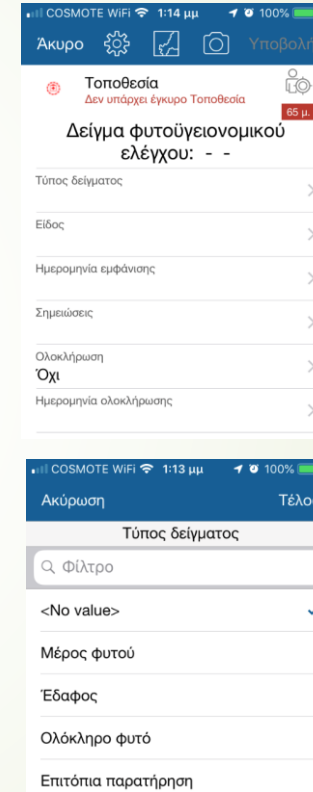 COSMOTE WiFi 1:14 μμ 100%
Άκυρο Υποβολή
Τοποθεσία
Δεν υπάρχει έγκυρο Τοποθεσία
65 μ.
Δείγμα φυτοϋγειονομικού
ελέγχου: - -
Τύπος δείγματος
Είδος
Ημερομηνία εμφάνισης
Σημειώσεις
Ολοκλήρωση
Όχι
Ημερομηνία ολοκλήρωσης
COSMOTE WiFi 1:13 μμ 100%
Ακύρωση Τέλος
Τύπος δείγματος
Φίλτρο
<No value>
Μέρος φυτού
Έδαφος
Ολόκληρο φυτό
Επιτόπια παρατήρηση